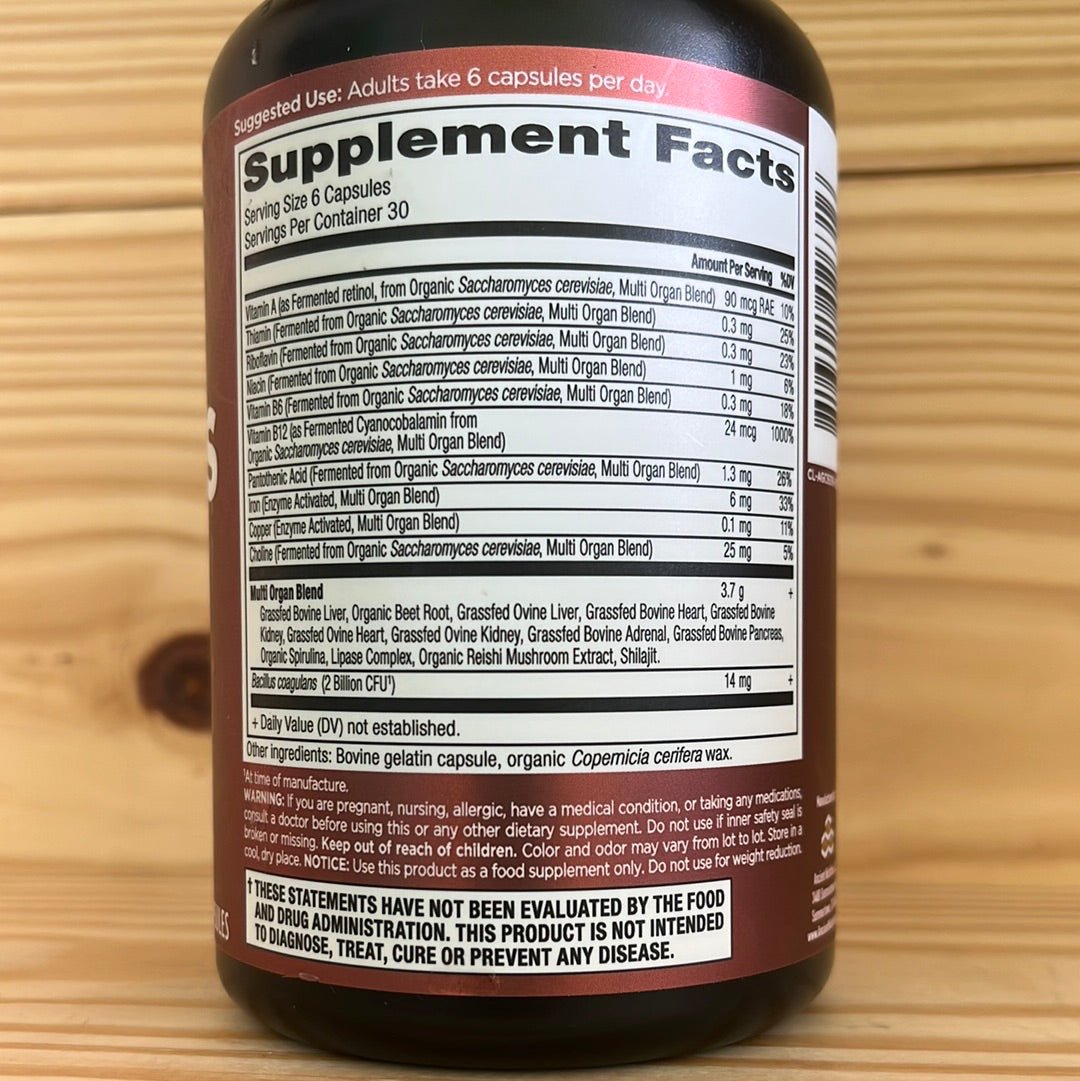 Suggested Use: Adults take 6 capsules per day.
Supplement Facts
Serving Size 6 Capsules
Servings Per Container 30
Amount Per Serving %DV
Vitamin A (as Fermented retinol, from Organic Saccharomyces cerevisiae, Multi Organ Blend) 90 mcg RAE 10%
Thiamin (Fermented from Organic Saccharomyces cerevisiae, Multi Organ Blend) 0.3 mg 25%
Riboflavin (Fermented from Organic Saccharomyces cerevisiae, Multi Organ Blend) 0.3 mg 23%
Niacin (Fermented from Organic Saccharomyces cerevisiae, Multi Organ Blend) 1 mg 6%
Vitamin B6 (Fermented from Organic Saccharomyces cerevisiae, Multi Organ Blend) 0.3 mg 18%
Vitamin B12 (as Fermented Cyanocobalamin from 24 mcg 1000%
Organic Saccharomyces cerevisiae, Multi Organ Blend)
Pantothenic Acid (Fermented from Organic Saccharomyces cerevisiae, Multi Organ Blend) 1.3 mg 26%
Iron (Enzyme Activated, Multi Organ Blend) 6 mg 33%
Copper (Enzyme Activated, Multi Organ Blend) 0.1 mg 11%
Choline (Fermented from Organic Saccharomyces cerevisiae, Multi Organ Blend) 25 mg 5%
Multi Organ Blend 3.7 g +
Grassfed Bovine Liver, Organic Beet Root, Grassfed Ovine Liver, Grassfed Bovine Heart, Grassfed Bovine
Kidney, Grassfed Ovine Heart, Grassfed Ovine Kidney, Grassfed Bovine Adrenal, Grassfed Bovine Pancreas,
Organic Spirulina, Lipase Complex, Organic Reishi Mushroom Extract, Shilajit.
Bacillus coagulans (2 Billion CFU¹) 14 mg +
+ Daily Value (DV) not established.
Other ingredients: Bovine gelatin capsule, organic Copernicia cerifera wax.
¹At time of manufacture.
WARNING: If you are pregnant, nursing, allergic, have a medical condition, or taking any medications,
consult a doctor before using this or any other dietary supplement. Do not use if inner safety seal is
broken or missing. Keep out of reach of children. Color and odor may vary from lot to lot. Store in a
cool, dry place. NOTICE: Use this product as a food supplement only. Do not use for weight reduction.
† THESE STATEMENTS HAVE NOT BEEN EVALUATED BY THE FOOD
AND DRUG ADMINISTRATION. THIS PRODUCT IS NOT INTENDED
TO DIAGNOSE, TREAT, CURE OR PREVENT ANY DISEASE.
S